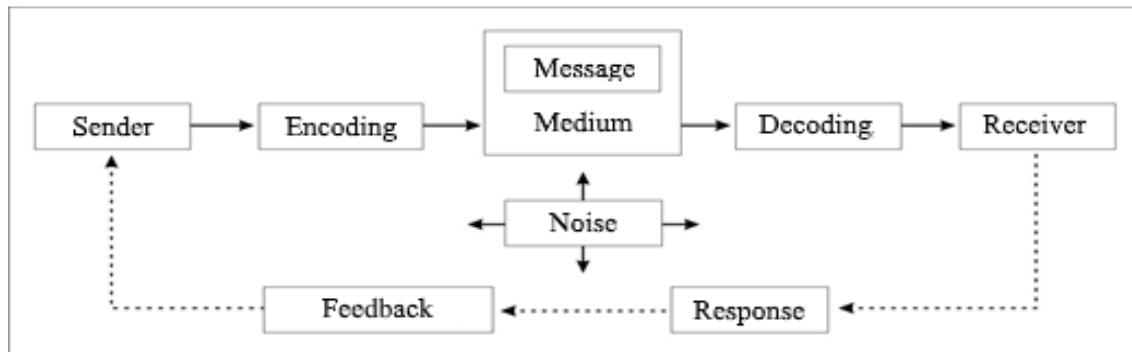 Message
Sender
Encoding
Medium
Decoding
Receiver
Noise
Feedback
Response